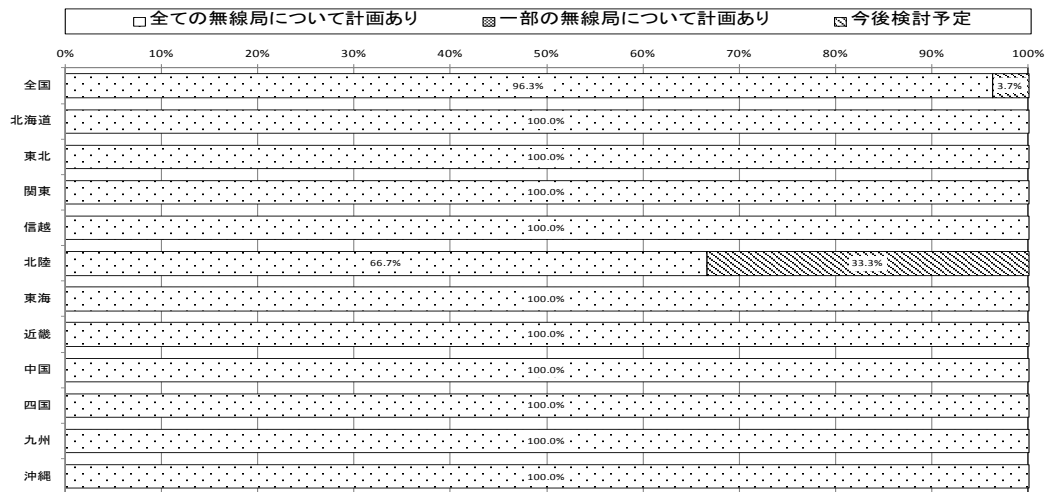 全ての無線局について計画あり 一部の無線局について計画あり 今後検討予定
0% 10% 20% 30% 40% 50% 60% 70% 80% 90% 100%
全国 96.3% 3.7%
北海道 100.0%
東北 100.0%
関東 100.0%
信越 100.0%
北陸 66.7% 33.3%
東海 100.0%
近畿 100.0%
中国 100.0%
四国 100.0%
九州 100.0%
沖縄 100.0%